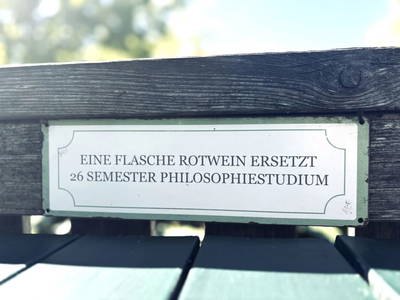 EINE FLASCHE ROTWEIN ERSETZT
26 SEMESTER PHILOSOPHIESTUDIUM